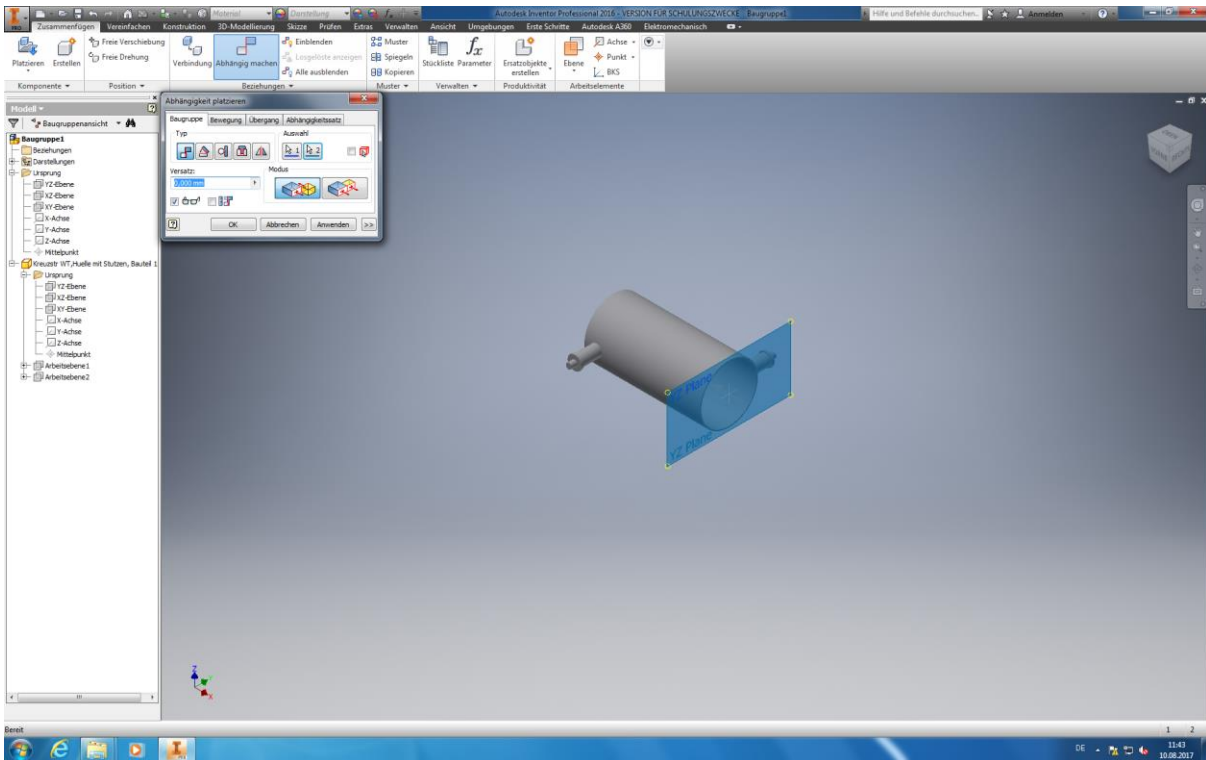 Material
Darstellung
Autodesk Inventor Professional 2016 - VERSION FÜR SCHULUNGSZWECKE Baugruppe1
Hilfe und Befehle durchsuchen...
Anmelden
PRO
Zusammenfügen Vereinfachen Konstruktion 3D-Modellierung Skizze Prüfen Extras Verwalten Ansicht Umgebungen Erste Schritte Autodesk A360 Elektromechanisch
Platzieren
Erstellen
Freie Verschiebung
Freie Drehung
Verbindung
Abhängig machen
Einblenden
Losgelöste anzeigen
Alle ausblenden
Muster
Spiegeln
Kopieren
Stückliste
Parameter
Ersatzobjekte erstellen
Ebene
Achse
Punkt
BKS
Komponente Position Beziehungen Muster Verwalten Produktivität Arbeitselemente
Modell
Baugruppenansicht
Baugruppe1
Beziehungen
Darstellungen
Ursprung
YZ-Ebene
XZ-Ebene
XY-Ebene
X-Achse
Y-Achse
Z-Achse
Mittelpunkt
Kreuzstr WT,Huelle mit Stutzen, Bauteil 1
Ursprung
YZ-Ebene
XZ-Ebene
XY-Ebene
X-Achse
Y-Achse
Z-Achse
Mittelpunkt
Arbeitsebene1
Arbeitsebene2
Abhängigkeit platzieren
Baugruppe Bewegung Übergang Abhängigkeitssatz
Typ
Auswahl
1 2
Versatz:
0,000 mm
Modus
OK Abbrechen Anwenden >>
YZ Plane
YZ Plane
Z
Y
X
Bereit
1 2
DE
11:43
10.08.2017